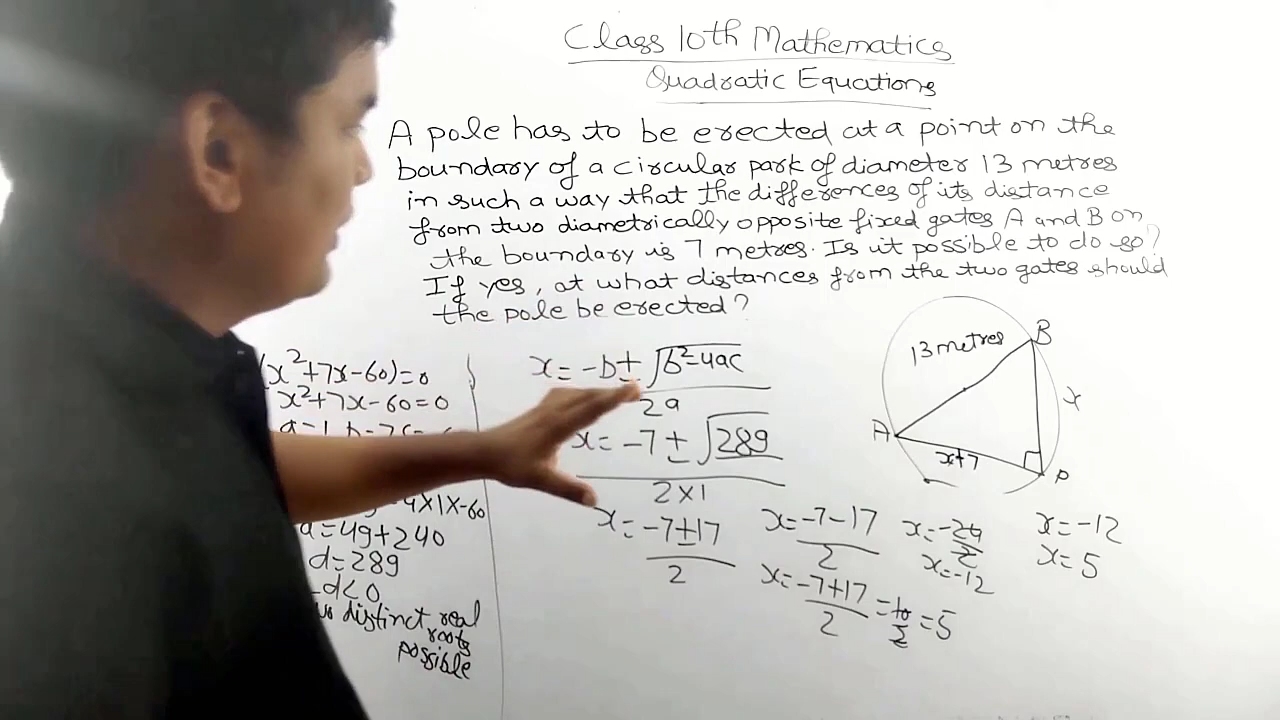 Class 10th Mathematics
Quadratic Equations
A pole has to be erected at a point on the
boundary of a circular park of diameter 13 metres
in such a way that the differences of its distance
from two diametrically opposite fixed gates A and B on
the boundary is 7 metres. Is it possible to do so?
If yes, at what distances from the two gates should
the pole be erected?
(x²+7x-60)=0
x²+7x-60=0
-4×1×-60
=49+240
d=289
d<0
distinct real
roots
possible
x = -b ± √b²-4ac
2a
x = -7 ± √289
2×1
x = -7±17
2
x = -7-17
2
x = -7+17
2
= 10
2
= 5
x = -24
2
x = -12
x = -12
x = 5
13 metres
A
B
x
x+7
P